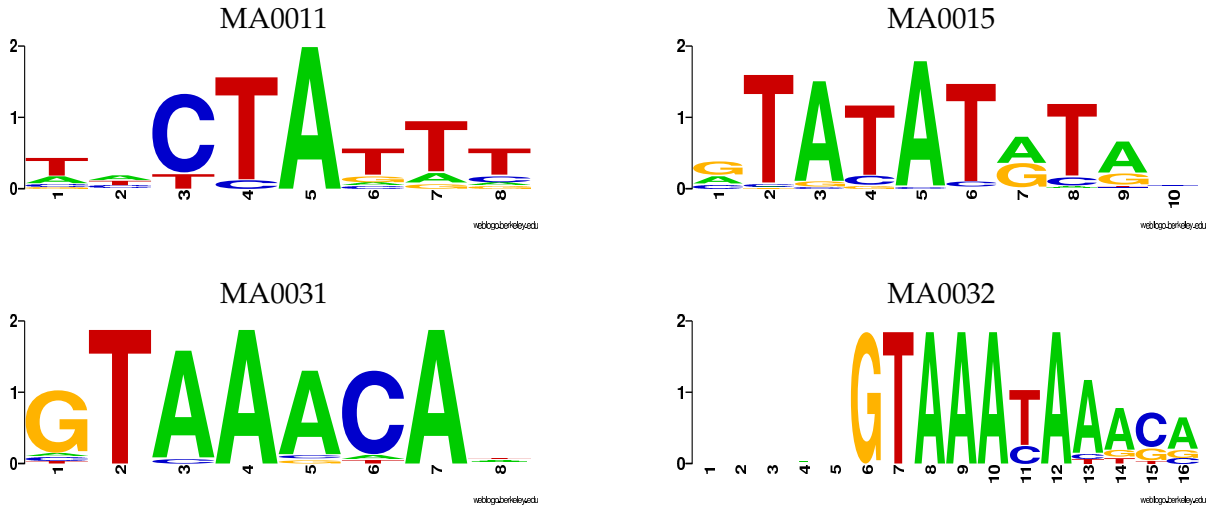 MA0011
2
1
0
T A C T A T T T
1 2 3 4 5 6 7 8
weblogo.berkeley.edu
MA0015
2
1
0
G T A T A T A T A
1 2 3 4 5 6 7 8 9 10
weblogo.berkeley.edu
MA0031
2
1
0
G T A A A C A
1 2 3 4 5 6 7 8
weblogo.berkeley.edu
MA0032
2
1
0
G T A A A T A A A C A
1 2 3 4 5 6 7 8 9 10 11 12 13 14 15 16
weblogo.berkeley.edu